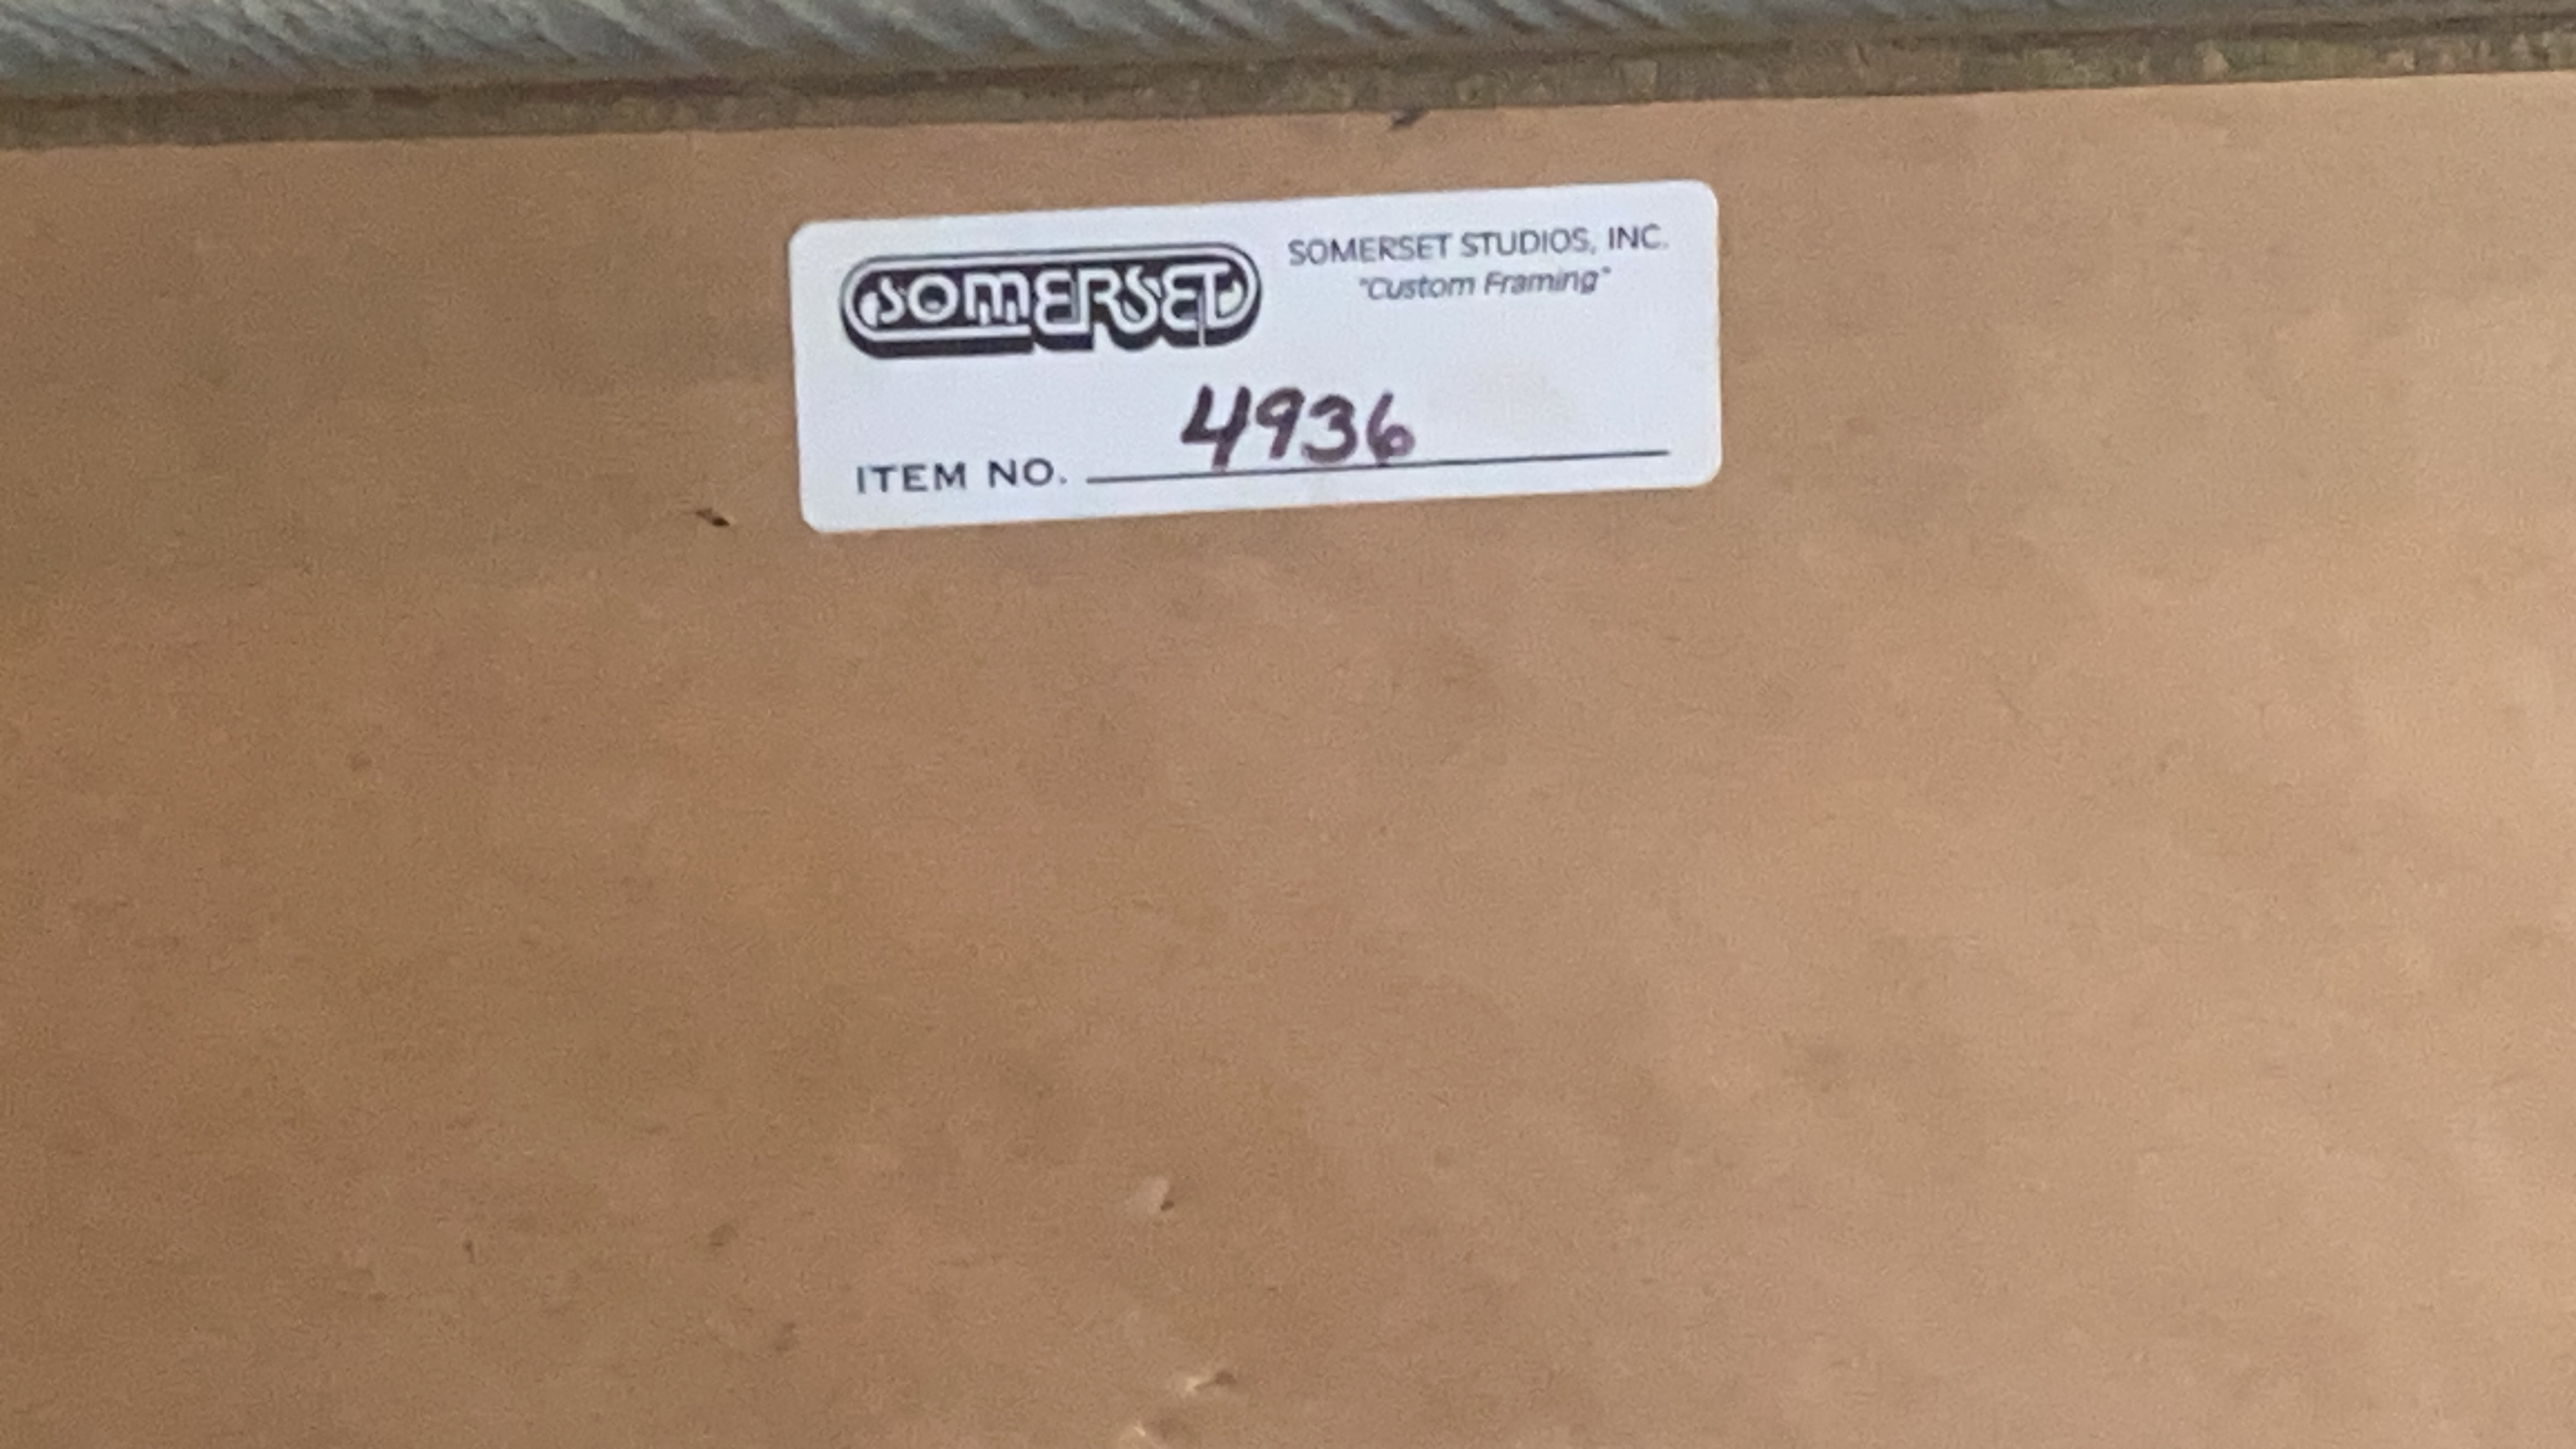 SOMERSET
SOMERSET STUDIOS, INC.
"Custom Framing"
ITEM NO. 4936